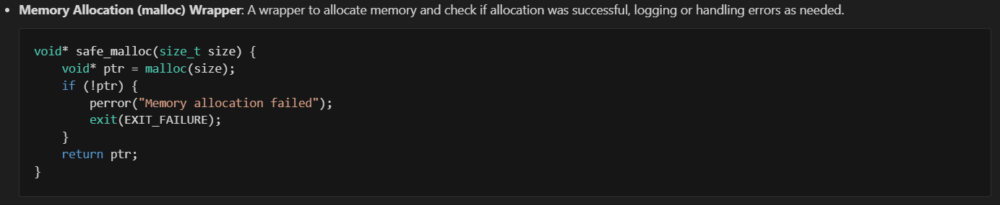 • Memory Allocation (malloc) Wrapper: A wrapper to allocate memory and check if allocation was successful, logging or handling errors as needed.
void* safe_malloc(size_t size) {
    void* ptr = malloc(size);
    if (!ptr) {
        perror("Memory allocation failed");
        exit(EXIT_FAILURE);
    }
    return ptr;
}